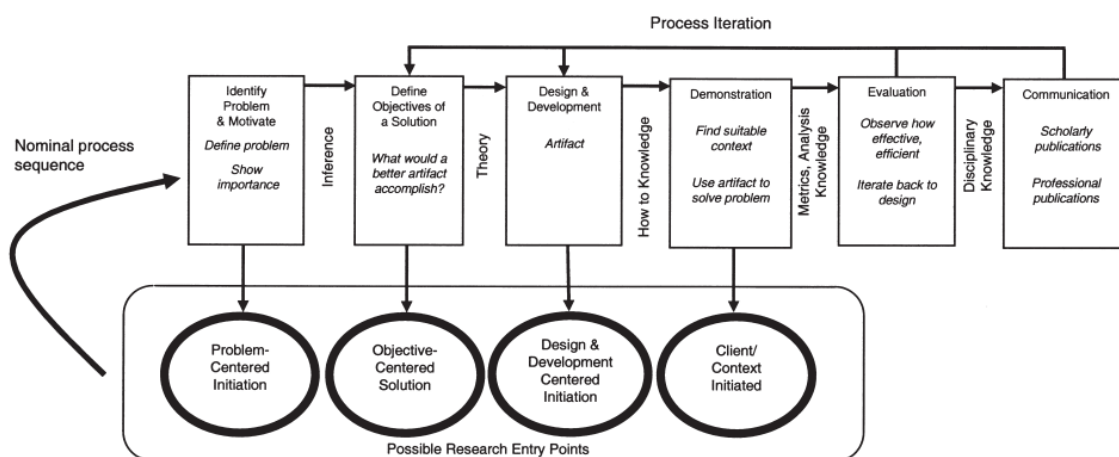 Process Iteration
Nominal process
sequence
Identify
Problem
& Motivate
Define problem
Show
importance
Inference
Define
Objectives of
a Solution
What would a
better artifact
accomplish?
Theory
Design &
Development
Artifact
How to Knowledge
Demonstration
Find suitable
context
Use artifact to
solve problem
Metrics, Analysis
Knowledge
Evaluation
Observe how
effective,
efficient
Iterate back to
design
Disciplinary
Knowledge
Communication
Scholarly
publications
Professional
publications
Problem-
Centered
Initiation
Objective-
Centered
Solution
Design &
Development
Centered
Initiation
Client/
Context
Initiated
Possible Research Entry Points